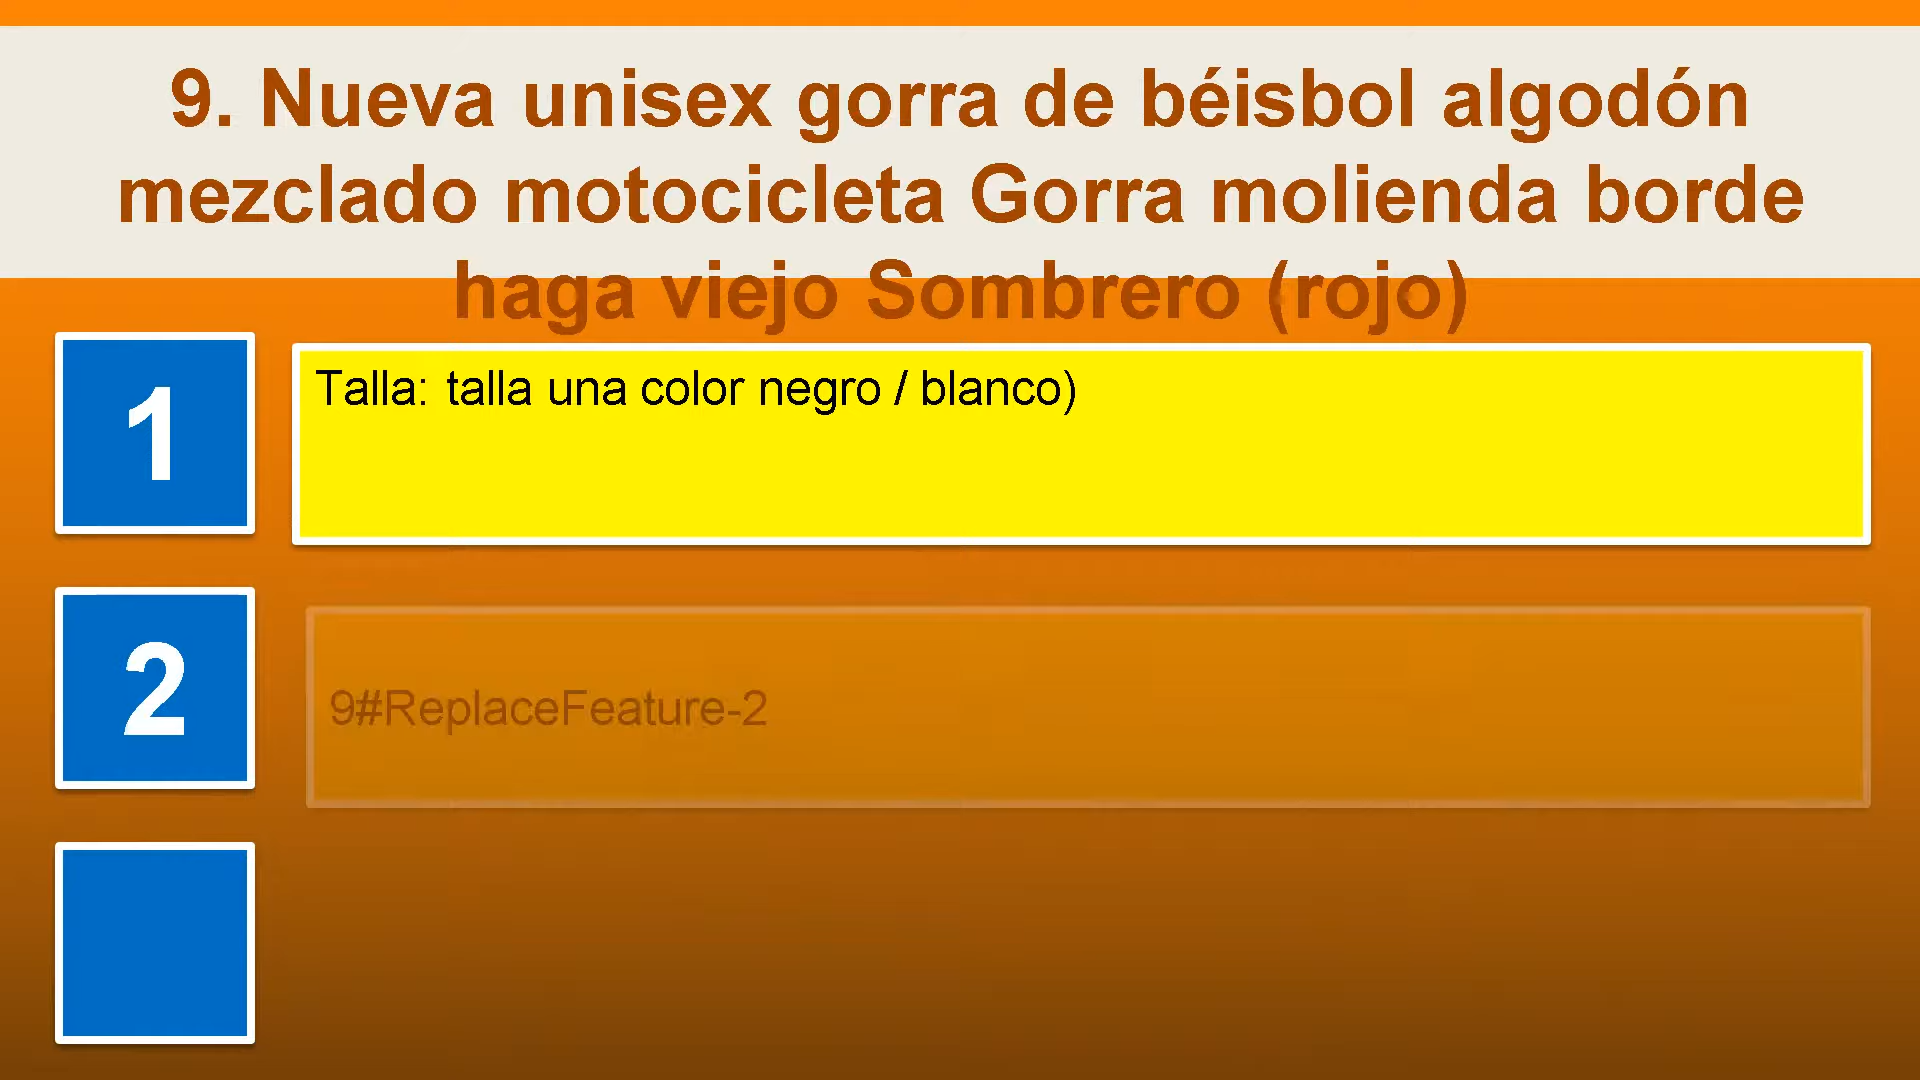 9. Nueva unisex gorra de béisbol algodón
mezclado motocicleta Gorra molienda borde
haga viejo Sombrero (rojo)
1
Talla: talla una color negro / blanco)
2
9#ReplaceFeature-2